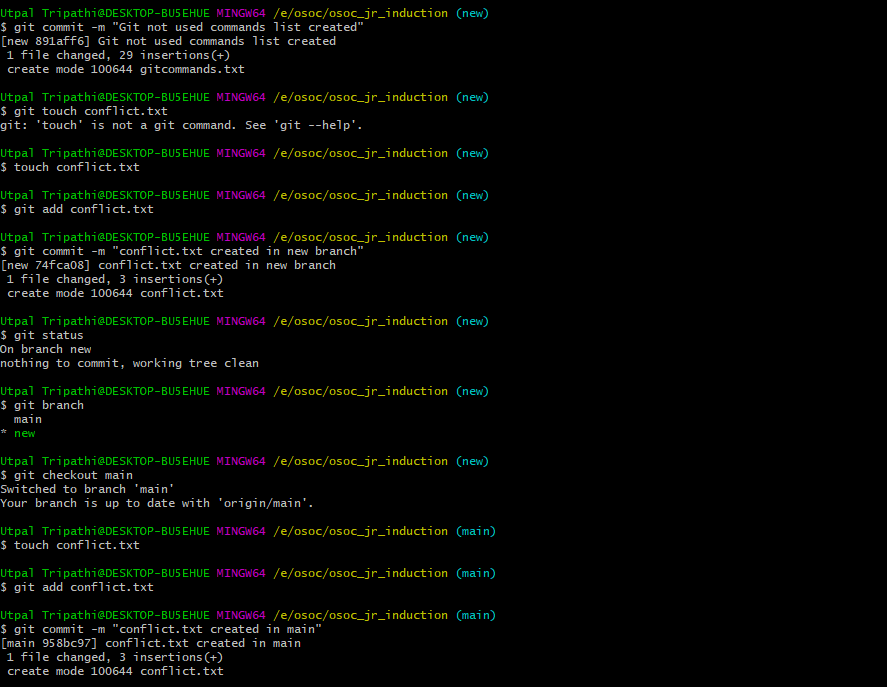 Utpal Tripathi@DESKTOP-BU5EHUE MINGW64 /e/osoc/osoc_jr_induction (new)
$ git commit -m "Git not used commands list created"
[new 891aff6] Git not used commands list created
 1 file changed, 29 insertions(+)
 create mode 100644 gitcommands.txt

Utpal Tripathi@DESKTOP-BU5EHUE MINGW64 /e/osoc/osoc_jr_induction (new)
$ git touch conflict.txt
git: 'touch' is not a git command. See 'git --help'.

Utpal Tripathi@DESKTOP-BU5EHUE MINGW64 /e/osoc/osoc_jr_induction (new)
$ touch conflict.txt

Utpal Tripathi@DESKTOP-BU5EHUE MINGW64 /e/osoc/osoc_jr_induction (new)
$ git add conflict.txt

Utpal Tripathi@DESKTOP-BU5EHUE MINGW64 /e/osoc/osoc_jr_induction (new)
$ git commit -m "conflict.txt created in new branch"
[new 74fca08] conflict.txt created in new branch
 1 file changed, 3 insertions(+)
 create mode 100644 conflict.txt

Utpal Tripathi@DESKTOP-BU5EHUE MINGW64 /e/osoc/osoc_jr_induction (new)
$ git status
On branch new
nothing to commit, working tree clean

Utpal Tripathi@DESKTOP-BU5EHUE MINGW64 /e/osoc/osoc_jr_induction (new)
$ git branch
  main
* new

Utpal Tripathi@DESKTOP-BU5EHUE MINGW64 /e/osoc/osoc_jr_induction (new)
$ git checkout main
Switched to branch 'main'
Your branch is up to date with 'origin/main'.

Utpal Tripathi@DESKTOP-BU5EHUE MINGW64 /e/osoc/osoc_jr_induction (main)
$ touch conflict.txt

Utpal Tripathi@DESKTOP-BU5EHUE MINGW64 /e/osoc/osoc_jr_induction (main)
$ git add conflict.txt

Utpal Tripathi@DESKTOP-BU5EHUE MINGW64 /e/osoc/osoc_jr_induction (main)
$ git commit -m "conflict.txt created in main"
[main 958bc97] conflict.txt created in main
 1 file changed, 3 insertions(+)
 create mode 100644 conflict.txt